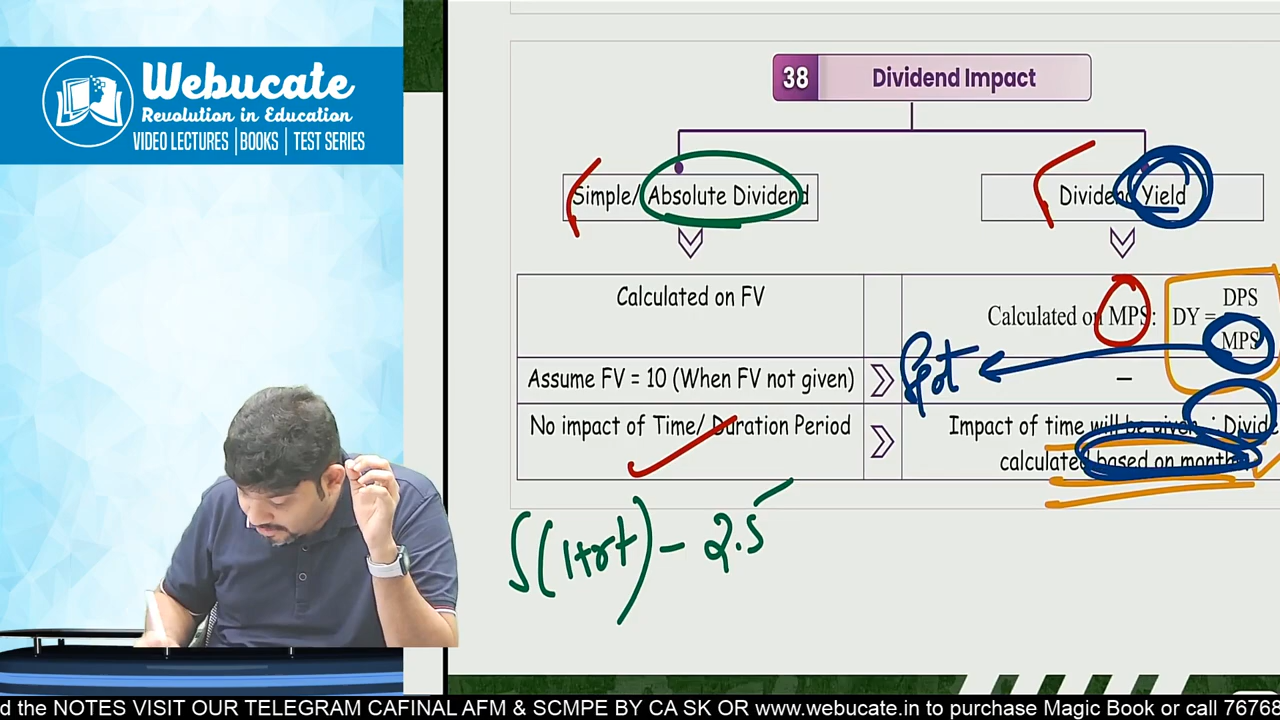 Webucate
Revolution in Education
VIDEO LECTURES | BOOKS | TEST SERIES
38 Dividend Impact
Simple/ Absolute Dividend
Dividend Yield
Calculated on FV
Calculated on MPS: DY = DPS
MPS
Spot
Assume FV = 10 (When FV not given)
–
No impact of Time/ Duration Period
Impact of time will be given ∵ Divide
calculated based on month
S(1+rt) - 2.5
d the NOTES VISIT OUR TELEGRAM CAFINAL AFM & SCMPE BY CA SK OR www.webucate.in to purchase Magic Book or call 76768